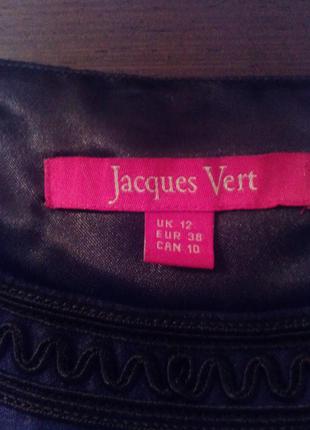 Jacques Vert
UK 12
EUR 38
CAN 10